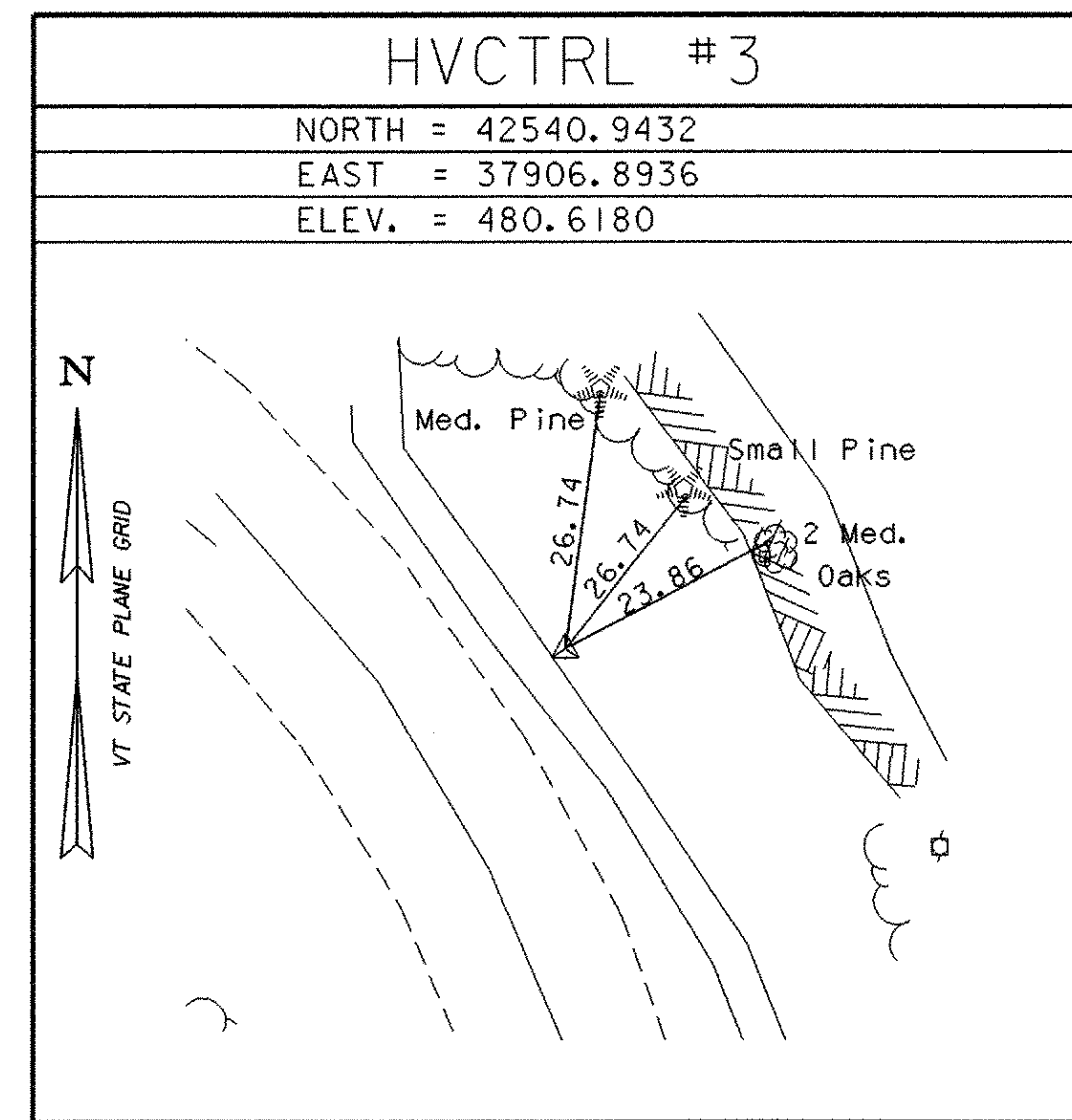 HVCTRL #3
NORTH = 42540.9432
EAST = 37906.8936
ELEV. = 480.6180
N
VT STATE PLANE GRID
Med. Pine
Small Pine
2 Med.
Oaks
26.74
26.74
23.86